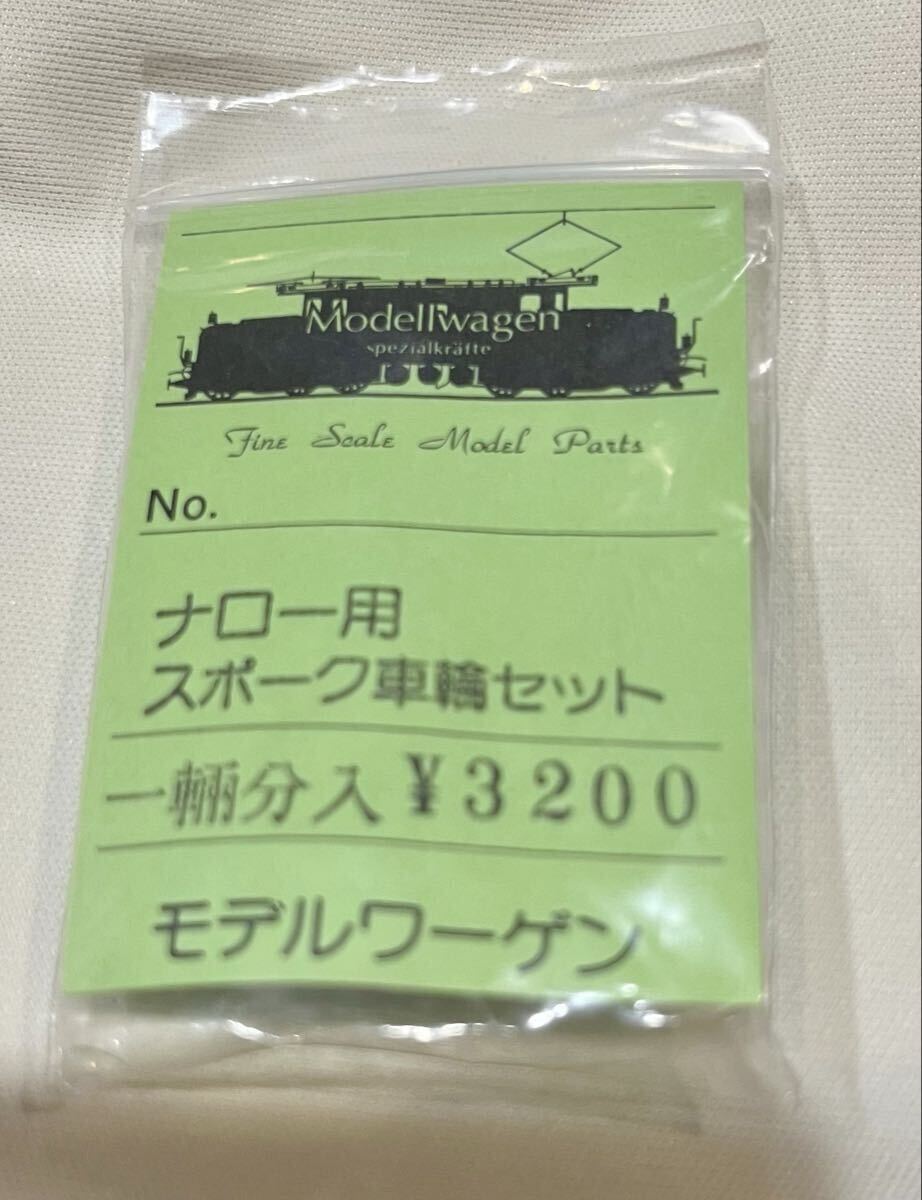 Modellwagen
spezialkräfte
Fine Scale Model Parts
No.
ナロー用
スポーク車輪セット
一輛分入¥3200
モデルワーゲン